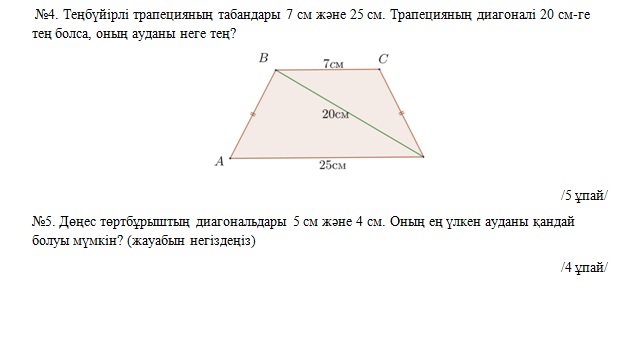 №4. Теңбүйірлі трапецияның табандары 7 см және 25 см. Трапецияның диагоналі 20 см-ге
тең болса, оның ауданы неге тең?
B
7см
C
20см
A
25см
/5 ұпай/
№5. Дөңес төртбұрыштың диагональдары 5 см және 4 см. Оның ең үлкен ауданы қандай
болуы мүмкін? (жауабын негіздеңіз)
/4 ұпай/